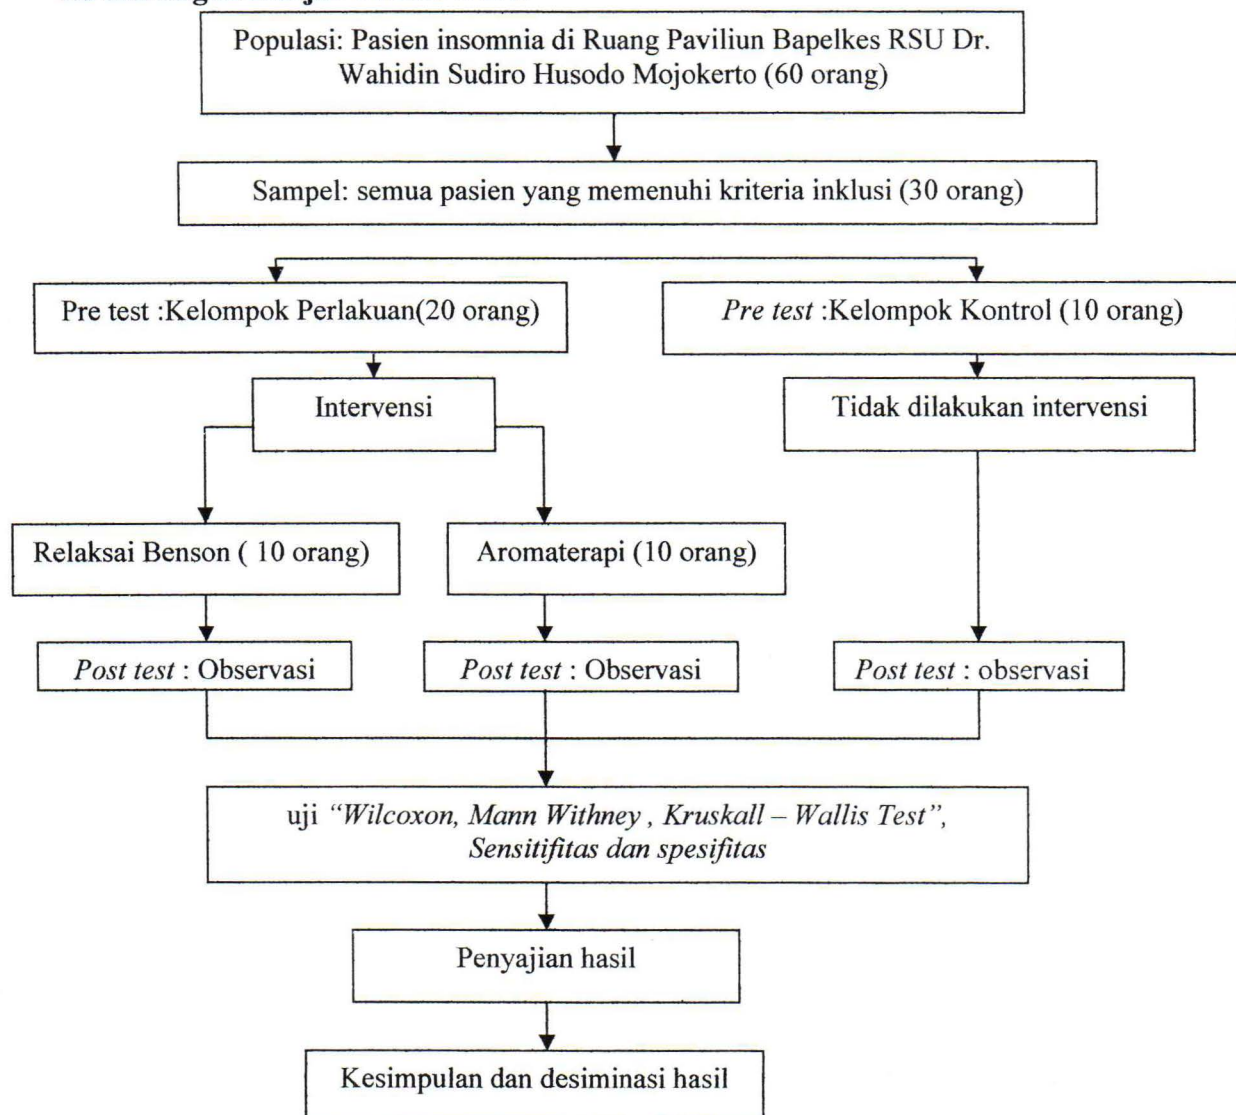 Populasi: Pasien insomnia di Ruang Paviliun Bapelkes RSU Dr.
Wahidin Sudiro Husodo Mojokerto (60 orang)
Sampel: semua pasien yang memenuhi kriteria inklusi (30 orang)
Pre test :Kelompok Perlakuan(20 orang)
Pre test :Kelompok Kontrol (10 orang)
Intervensi
Tidak dilakukan intervensi
Relaksai Benson ( 10 orang)
Aromaterapi (10 orang)
Post test : Observasi
Post test : Observasi
Post test : observasi
uji “Wilcoxon, Mann Withney , Kruskall – Wallis Test”,
Sensitifitas dan spesifitas
Penyajian hasil
Kesimpulan dan desiminasi hasil